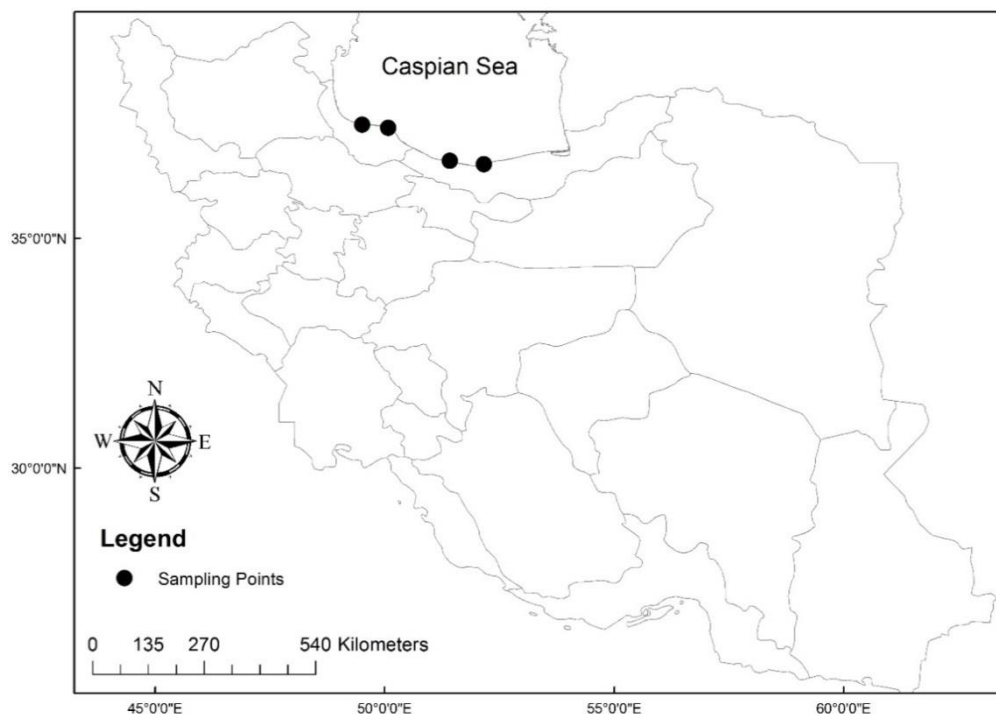 Caspian Sea
35°0'0"N
N
W E
S
30°0'0"N
Legend
Sampling Points
0 135 270 540 Kilometers
45°0'0"E 50°0'0"E 55°0'0"E 60°0'0"E